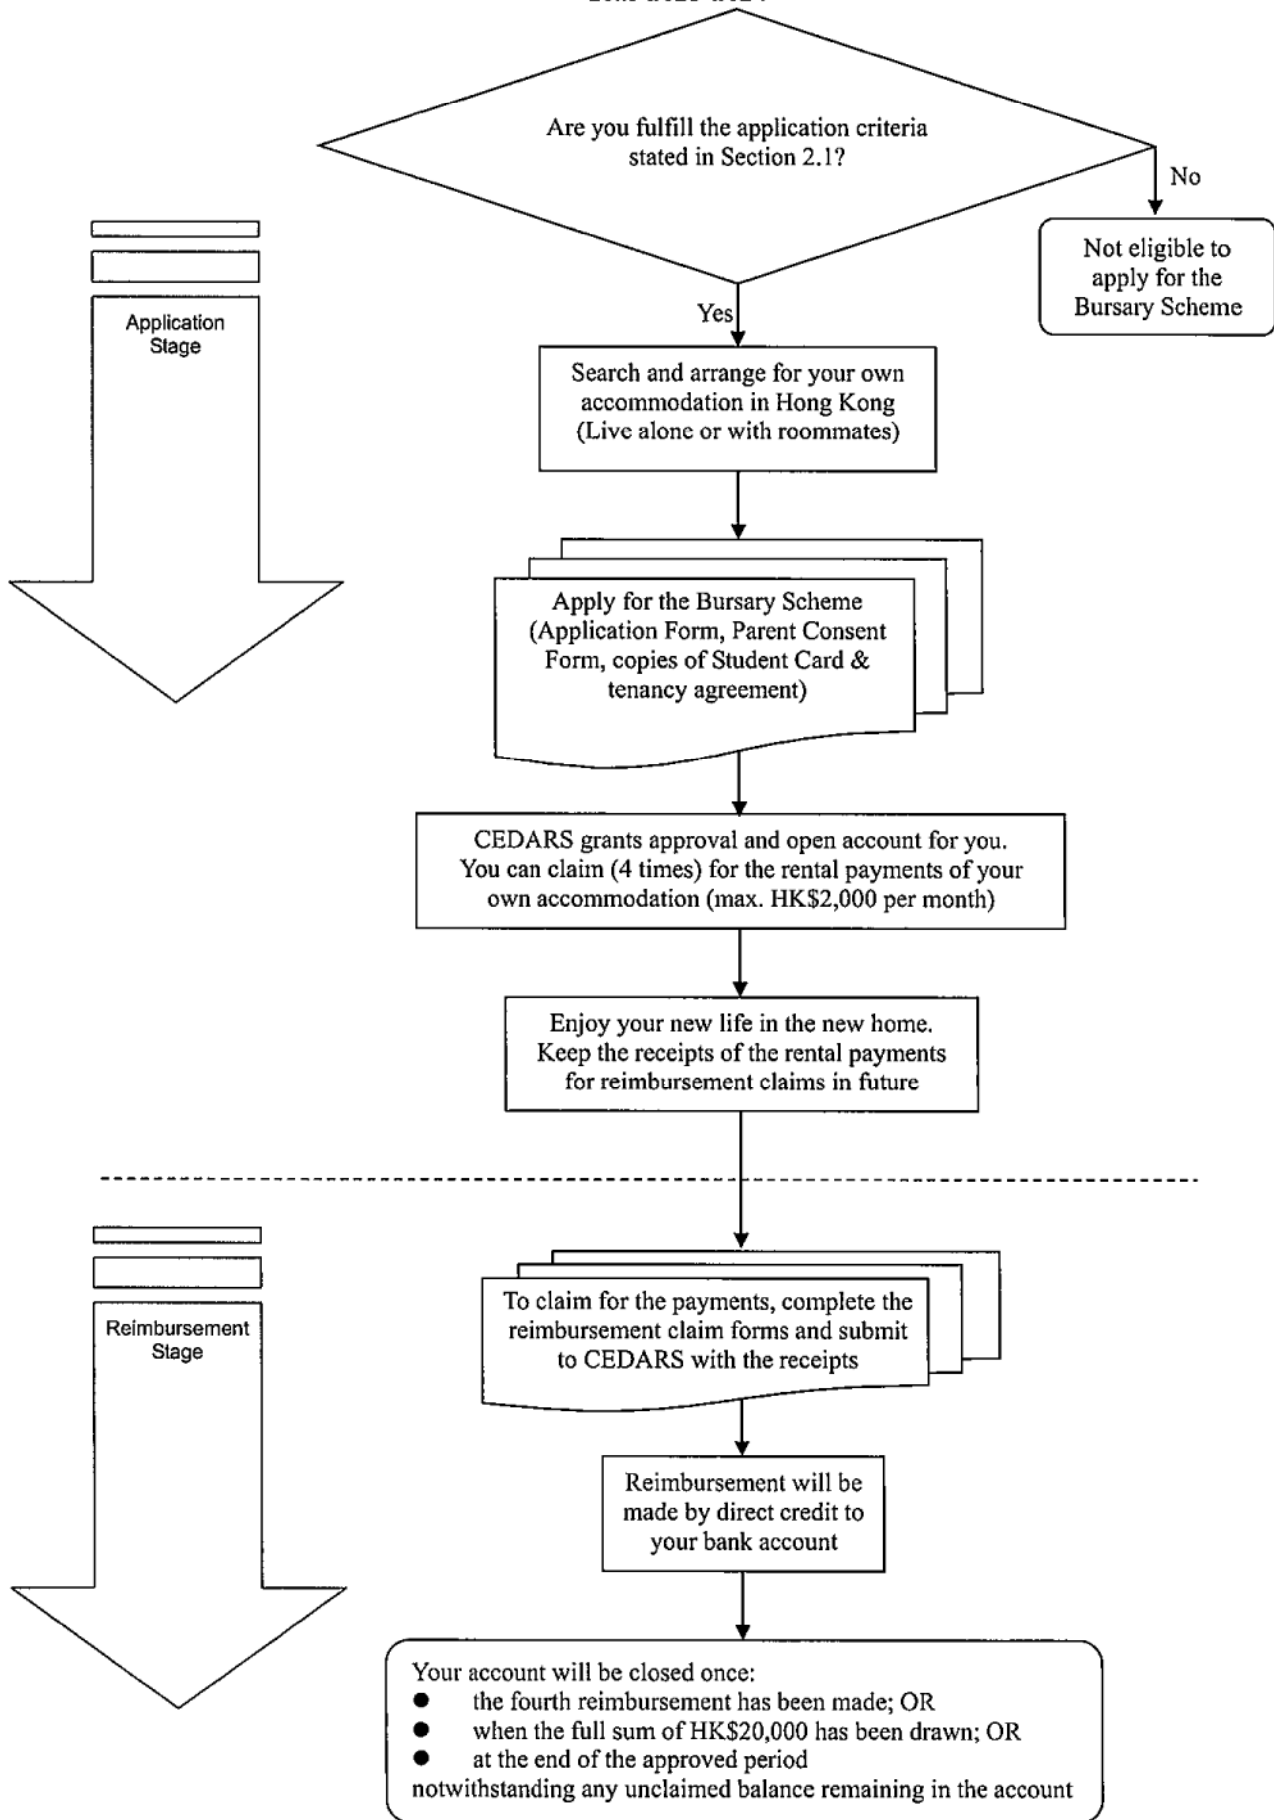 Are you fulfill the application criteria
stated in Section 2.1?
No
Not eligible to
apply for the
Bursary Scheme
Yes
Application
Stage
Search and arrange for your own
accommodation in Hong Kong
(Live alone or with roommates)
Apply for the Bursary Scheme
(Application Form, Parent Consent
Form, copies of Student Card &
tenancy agreement)
CEDARS grants approval and open account for you.
You can claim (4 times) for the rental payments of your
own accommodation (max. HK$2,000 per month)
Enjoy your new life in the new home.
Keep the receipts of the rental payments
for reimbursement claims in future
Reimbursement
Stage
To claim for the payments, complete the
reimbursement claim forms and submit
to CEDARS with the receipts
Reimbursement will be
made by direct credit to
your bank account
Your account will be closed once:
● the fourth reimbursement has been made; OR
● when the full sum of HK$20,000 has been drawn; OR
● at the end of the approved period
notwithstanding any unclaimed balance remaining in the account